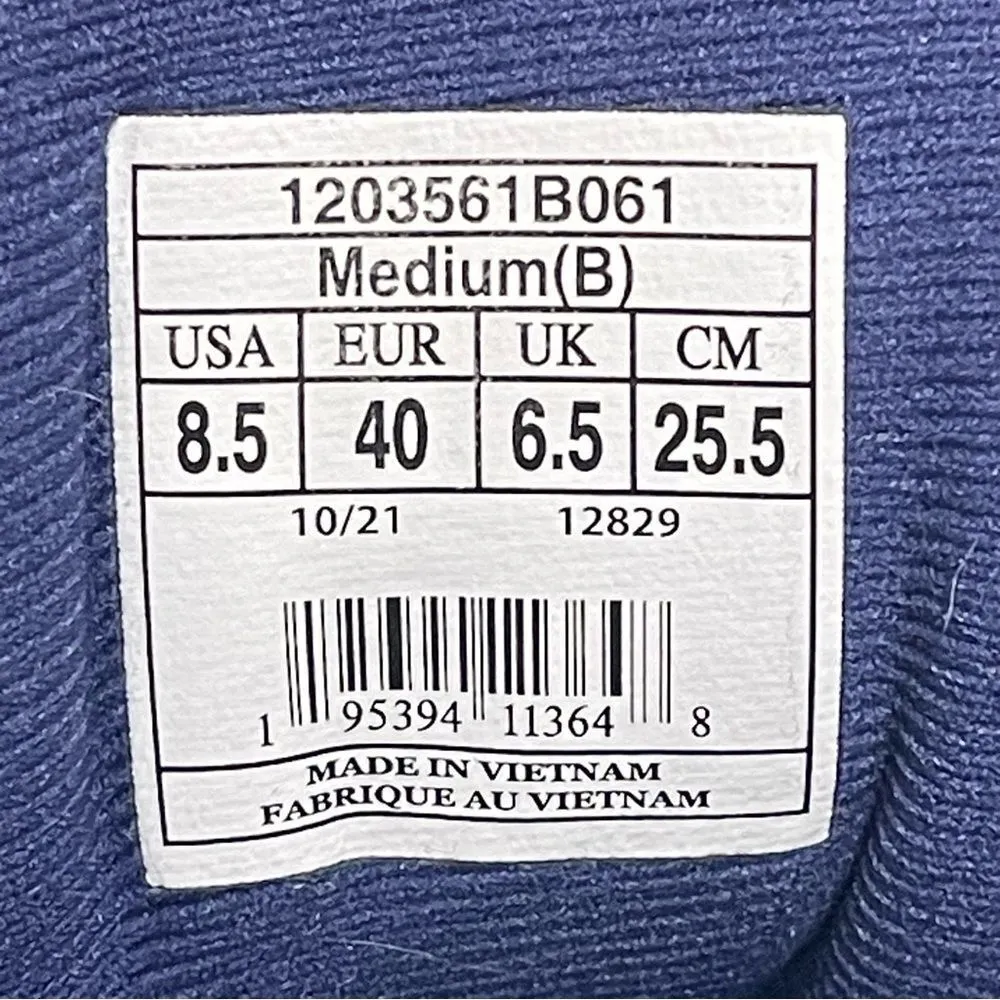 1203561B061
Medium(B)
USA EUR UK CM
8.5 40 6.5 25.5
10/21 12829
1 95394 11364 8
MADE IN VIETNAM
FABRIQUE AU VIETNAM